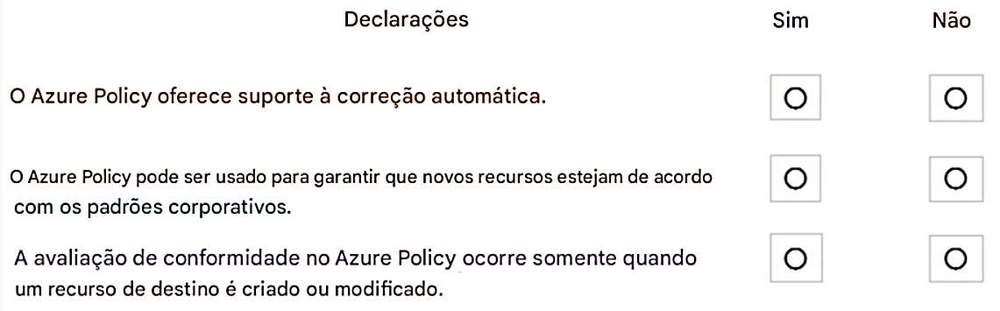 Declarações Sim Não
O Azure Policy oferece suporte à correção automática.
O Azure Policy pode ser usado para garantir que novos recursos estejam de acordo
com os padrões corporativos.
A avaliação de conformidade no Azure Policy ocorre somente quando
um recurso de destino é criado ou modificado.